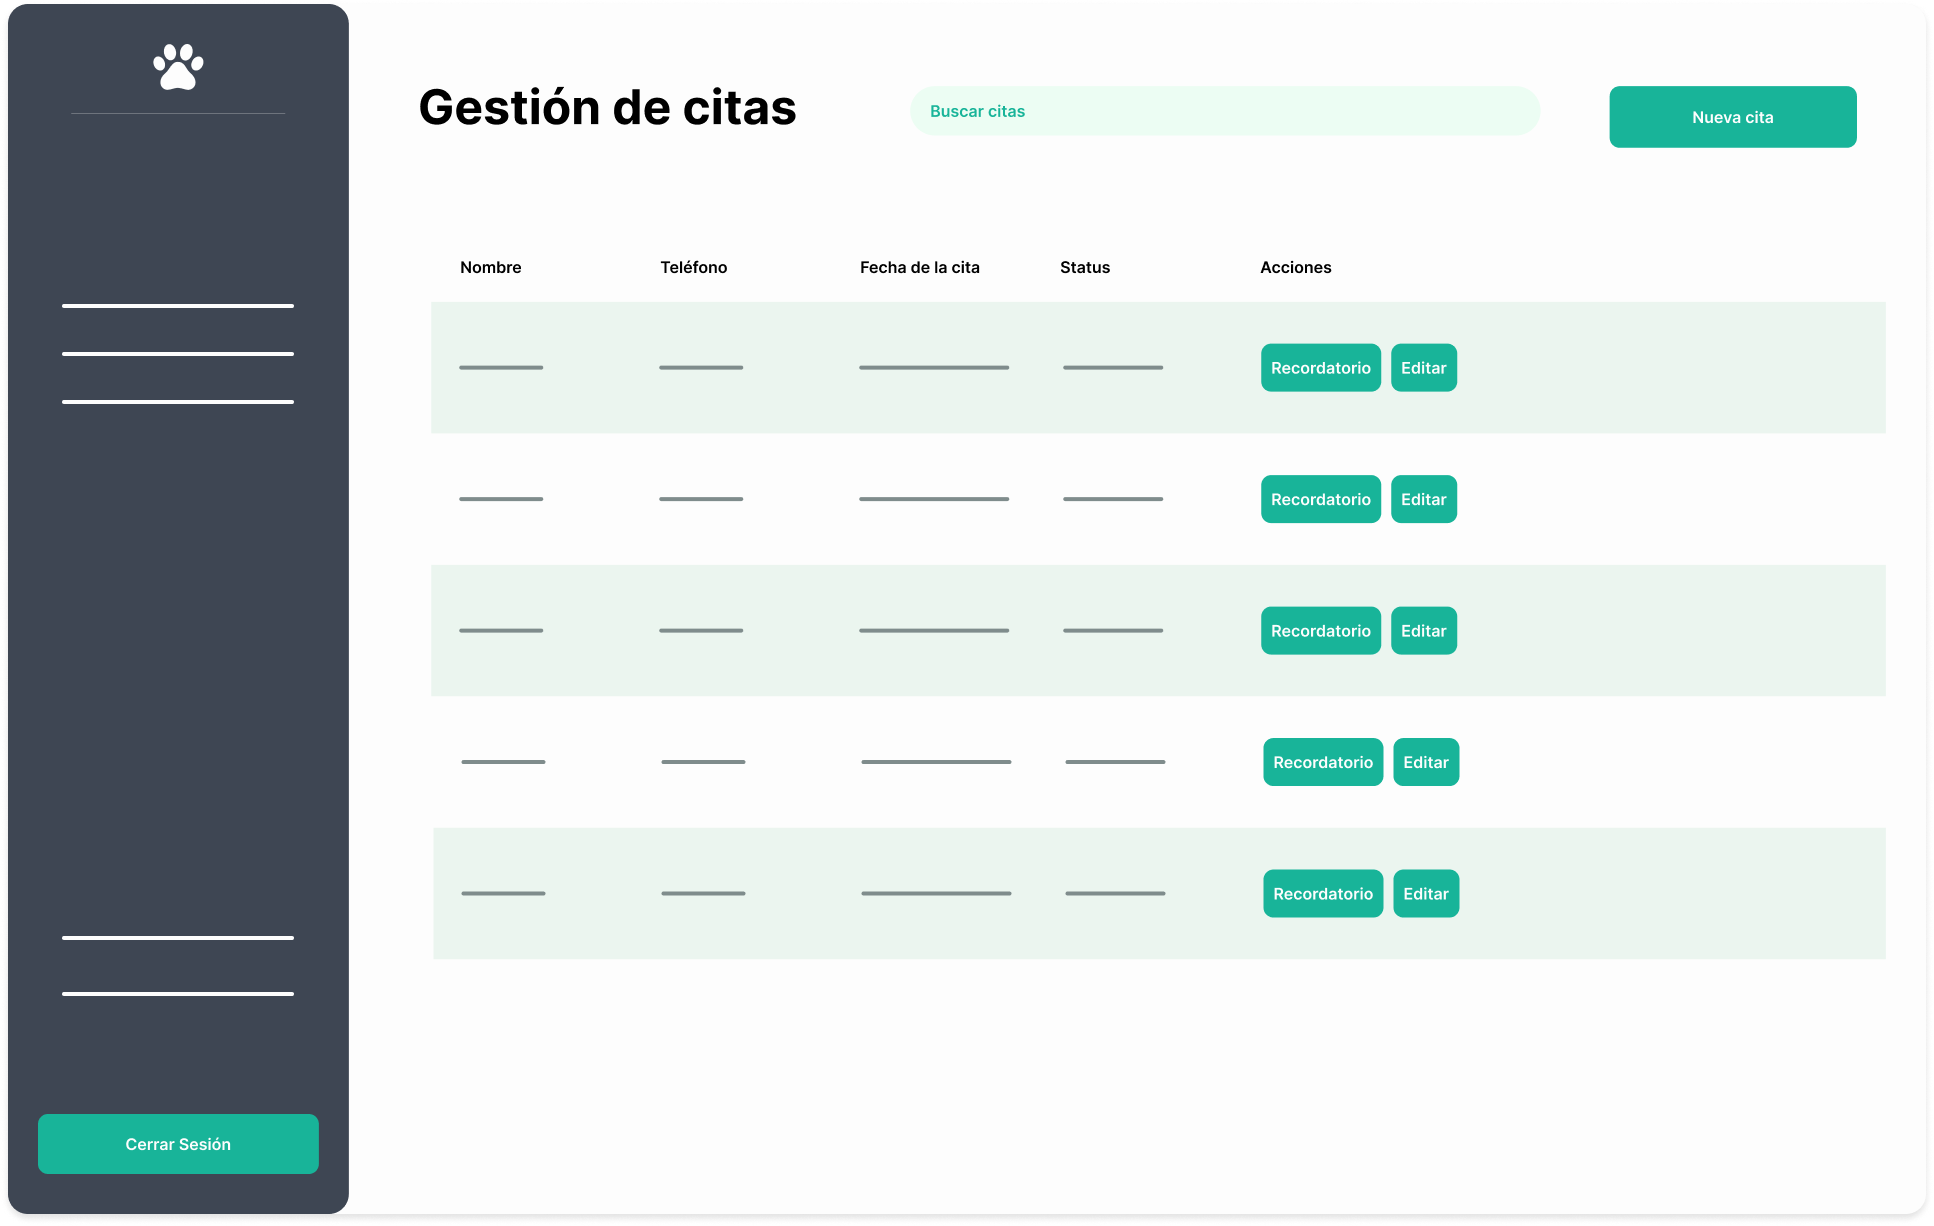 Gestión de citas
Buscar citas
Nueva cita
Nombre
Teléfono
Fecha de la cita
Status
Acciones
Recordatorio
Editar
Recordatorio
Editar
Recordatorio
Editar
Recordatorio
Editar
Recordatorio
Editar
Cerrar Sesión